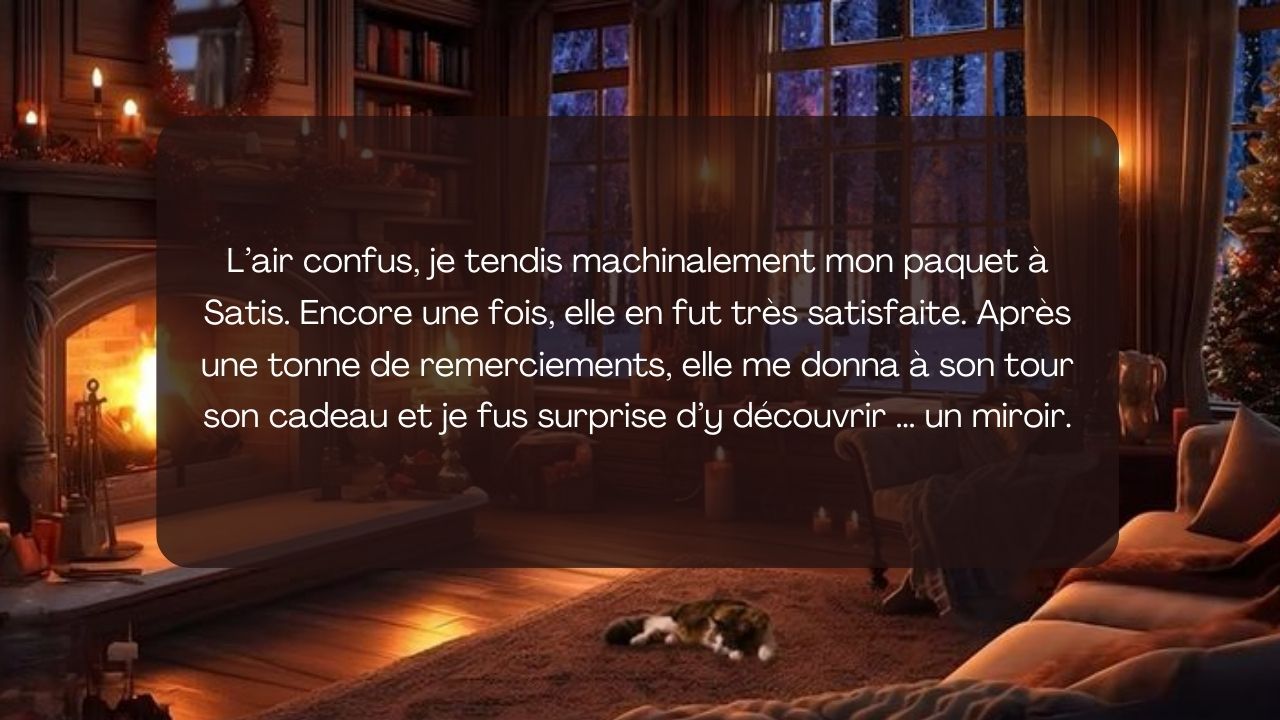 L’air confus, je tendis machinalement mon paquet à
Satis. Encore une fois, elle en fut très satisfaite. Après
une tonne de remerciements, elle me donna à son tour
son cadeau et je fus surprise d’y découvrir ... un miroir.